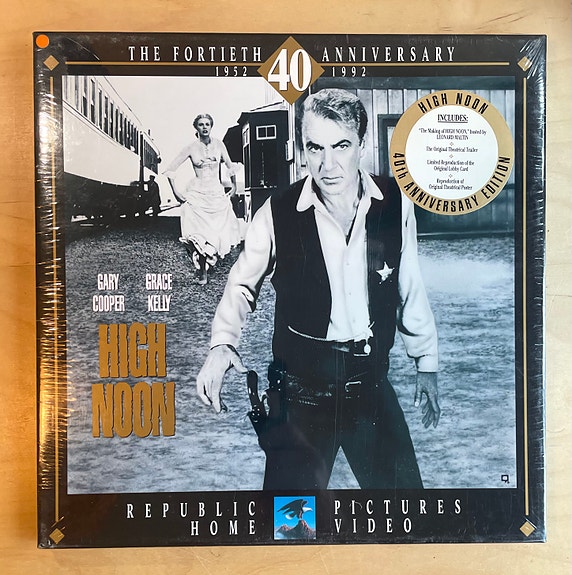 THE FORTIETH 40 ANNIVERSARY
1952 1992
HIGH NOON
INCLUDES:
"The Making of HIGH NOON," hosted by
LEONARD MALTIN
The Original Theatrical Trailer
Limited Reproduction of the
Original Lobby Card
Reproduction of
Original Theatrical Poster
40th ANNIVERSARY EDITION
GARY GRACE
COOPER KELLY
HIGH
NOON
REPUBLIC PICTURES
HOME VIDEO